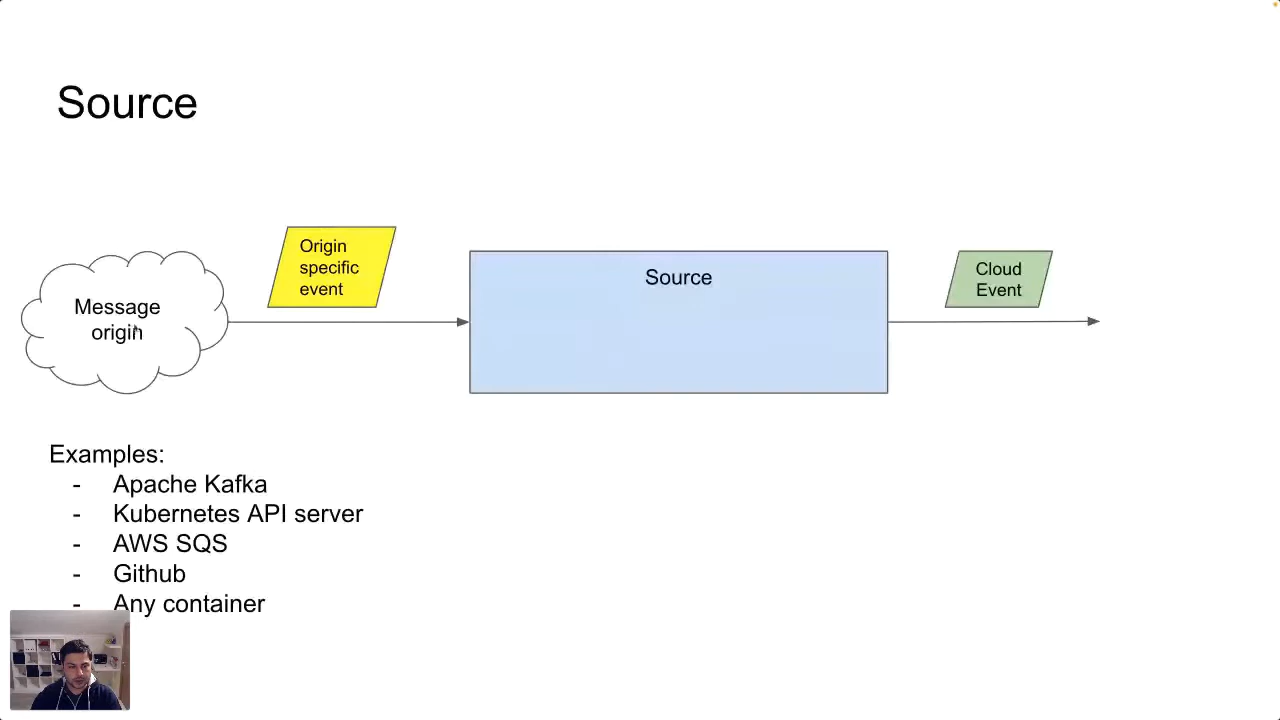 Source
Origin
specific
event
Message
origin
Source
Cloud
Event
Examples:
- Apache Kafka
- Kubernetes API server
- AWS SQS
- Github
- Any container